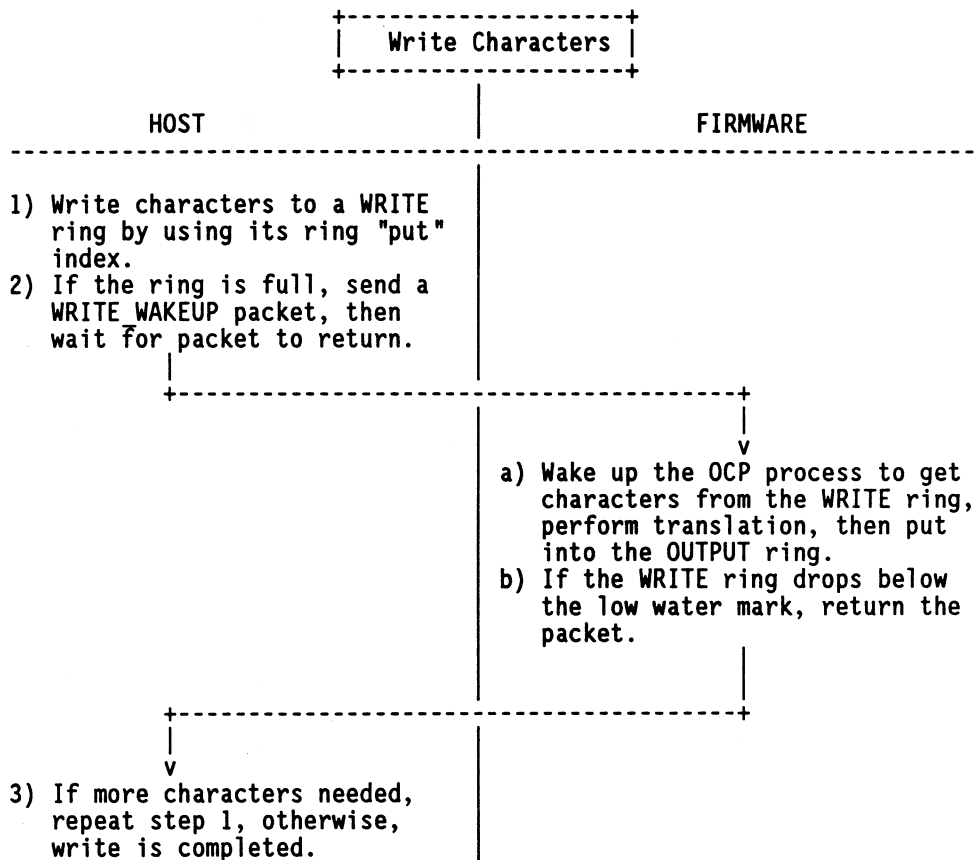 Write Characters
HOST FIRMWARE
1) Write characters to a WRITE
ring by using its ring "put"
index.
2) If the ring is full, send a
WRITE_WAKEUP packet, then
wait for packet to return.
v
a) Wake up the OCP process to get
characters from the WRITE ring,
perform translation, then put
into the OUTPUT ring.
b) If the WRITE ring drops below
the low water mark, return the
packet.
v
3) If more characters needed,
repeat step 1, otherwise,
write is completed.